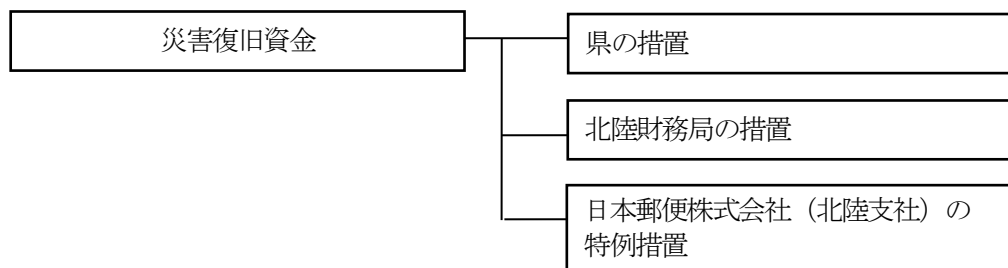 災害復旧資金
県の措置
北陸財務局の措置
日本郵便株式会社（北陸支社）の
特例措置